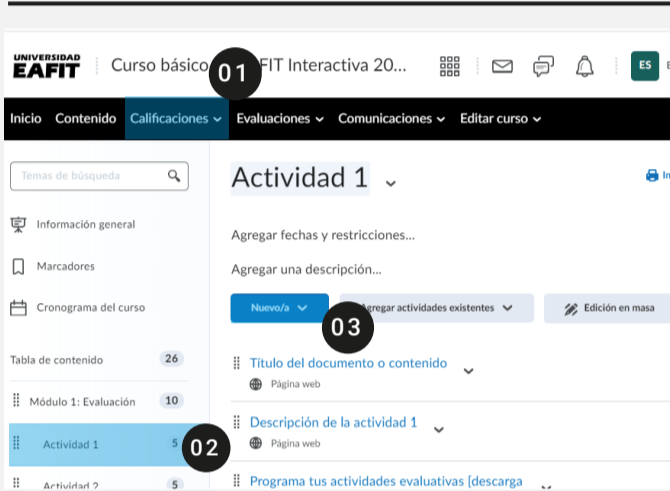 UNIVERSIDAD
EAFIT
Curso básico
01
FIT Interactiva 20...
ES
Inicio Contenido Calificaciones Evaluaciones Comunicaciones Editar curso
Temas de búsqueda
Actividad 1
Información general
Agregar fechas y restricciones...
Marcadores
Agregar una descripción...
Cronograma del curso
Nuevo/a
03
gregar actividades existentes
Edición en masa
Tabla de contenido 26
Título del documento o contenido
Página web
Módulo 1: Evaluación 10
Descripción de la actividad 1
Página web
Actividad 1 5
02
Actividad 2 5
Programa tus actividades evaluativas [descarga